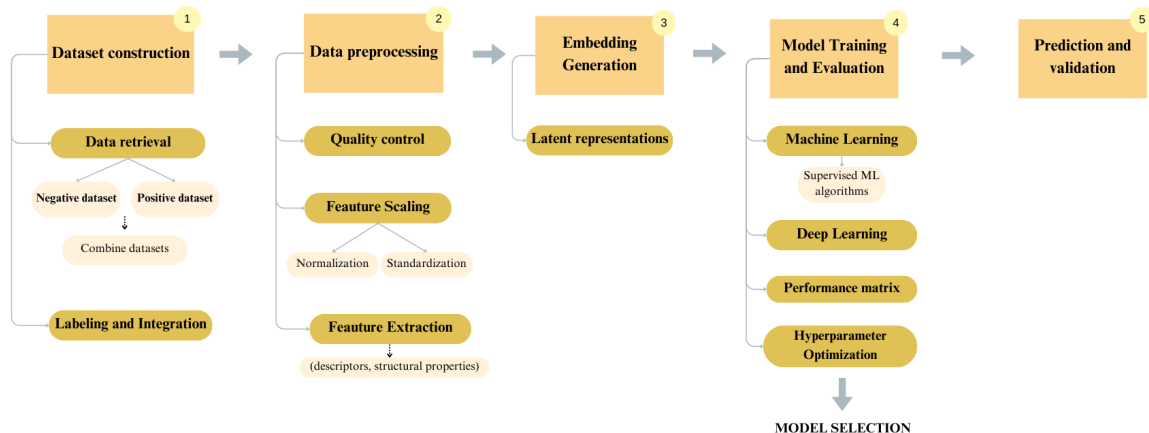 1
Dataset construction
Data retrieval
Negative dataset
Positive dataset
Combine datasets
Labeling and Integration
2
Data preprocessing
Quality control
Feauture Scaling
Normalization
Standardization
Feauture Extraction
(descriptors, structural properties)
3
Embedding
Generation
Latent representations
4
Model Training
and Evaluation
Machine Learning
Supervised ML
algorithms
Deep Learning
Performance matrix
Hyperparameter
Optimization
MODEL SELECTION
5
Prediction and
validation